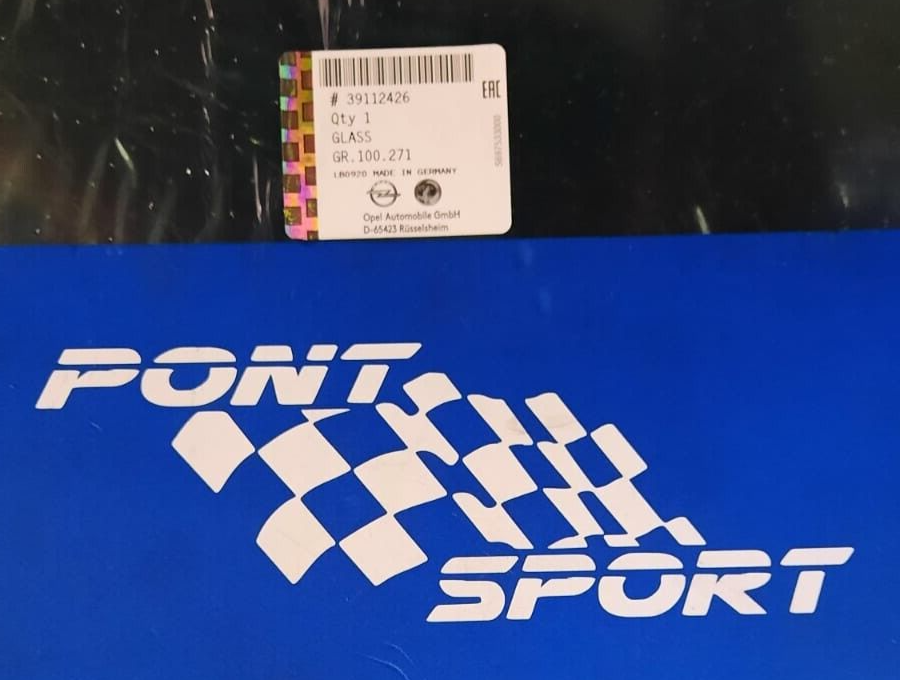 # 39112426
EAC
Qty 1
GLASS
GR.100.271
LB0920 MADE IN GERMANY
Opel Automobile GmbH
D-65423 Rüsselsheim
PONT
SPORT